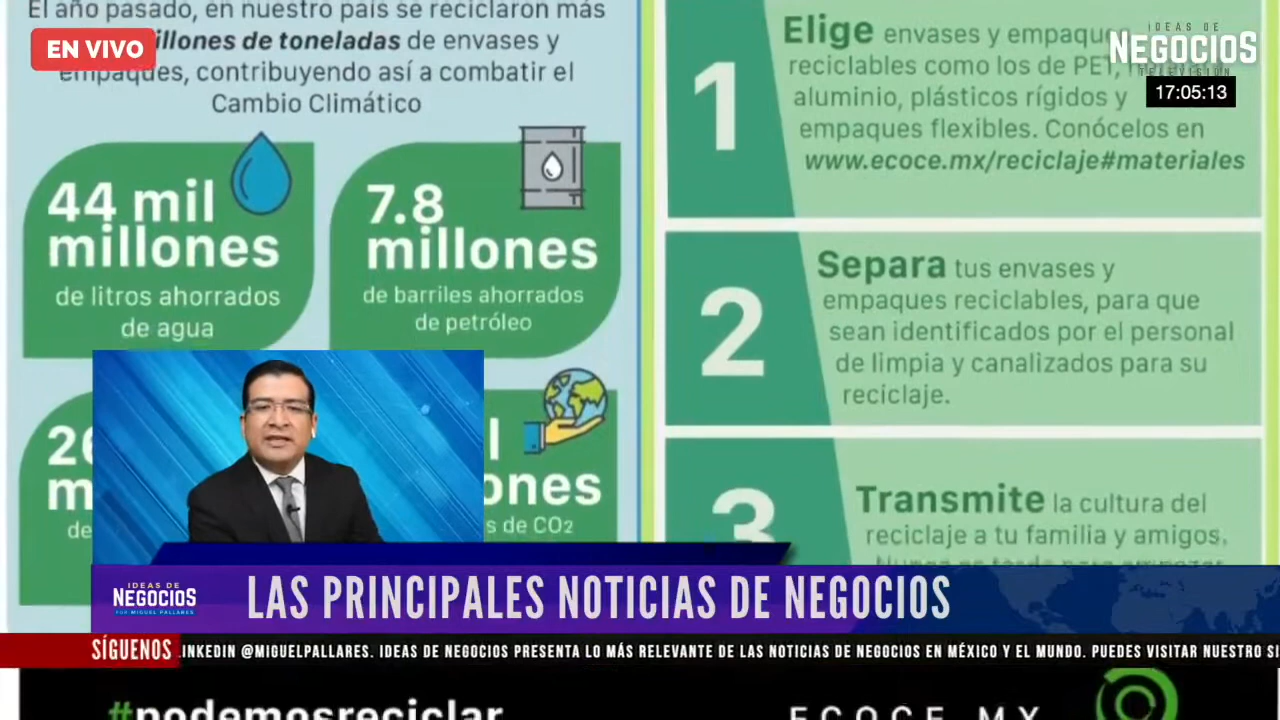 El año pasado, en nuestro país se reciclaron más
EN VIVO
de toneladas de envases y
empaques, contribuyendo así a combatir el
Cambio Climático
44 mil
millones
de litros ahorrados
de agua
7.8
millones
de barriles ahorrados
de petróleo
s de CO2
1
Elige envases y
reciclables como los de PET,
aluminio, plásticos rígidos y
empaques flexibles. Conócelos en
www.ecoce.mx/reciclaje#materiales
IDEAS DE
NEGOCIOS
TELEVISIÓN
17:05:13
2
Separa tus envases y
empaques reciclables, para que
sean identificados por el personal
de limpia y canalizados para su
reciclaje.
3
Transmite la cultura del
reciclaje a tu familia y amigos.
IDEAS DE
NEGOCIOS
POR MIGUEL PALLARES
LAS PRINCIPALES NOTICIAS DE NEGOCIOS
SÍGUENOS
INKEDIN @MIGUELPALLARES. IDEAS DE NEGOCIOS PRESENTA LO MÁS RELEVANTE DE LAS NOTICIAS DE NEGOCIOS EN MÉXICO Y EL MUNDO. PUEDES VISITAR NUESTRO SI
#podemosreciclar
ECOCE.MX